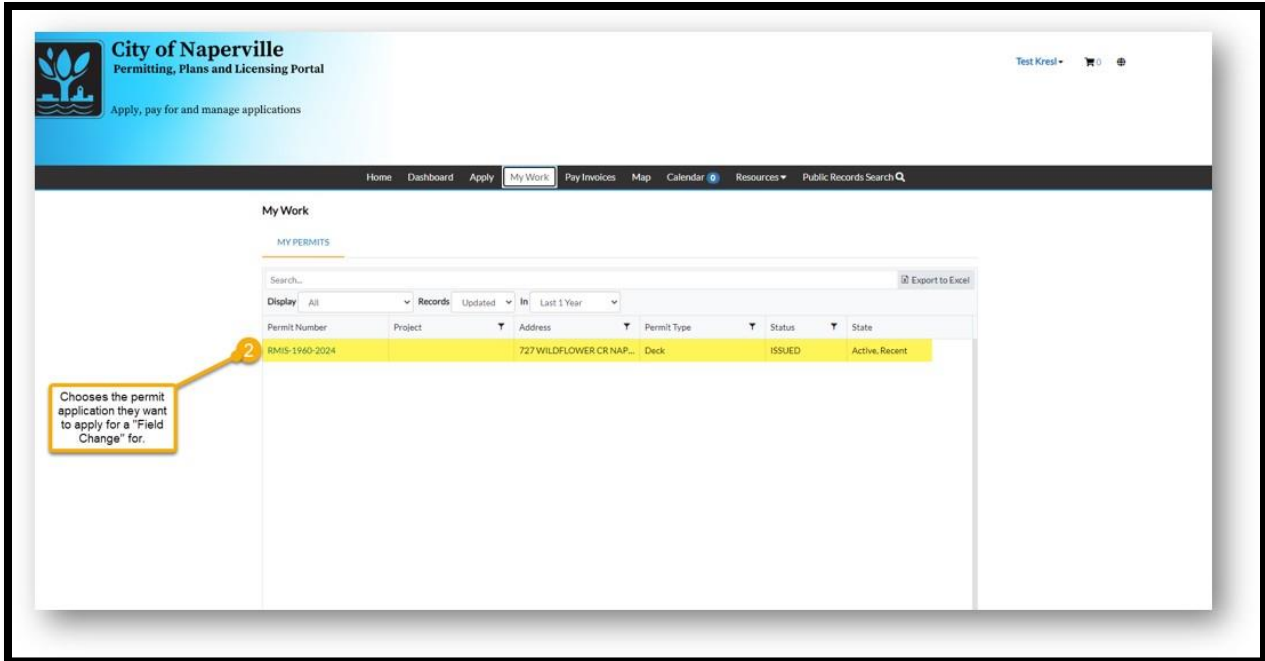 City of Naperville
Permitting, Plans and Licensing Portal
Apply, pay for and manage applications
Test Kresl
0
Home Dashboard Apply My Work Pay Invoices Map Calendar 0 Resources Public Records Search
My Work
MY PERMITS
Search...
Export to Excel
Display All Records Updated In Last 1 Year
Permit Number Project Address Permit Type Status State
2 RMIS-1960-2024 727 WILDFLOWER CR NAP... Deck ISSUED Active, Recent
Chooses the permit
application they want
to apply for a "Field
Change" for.